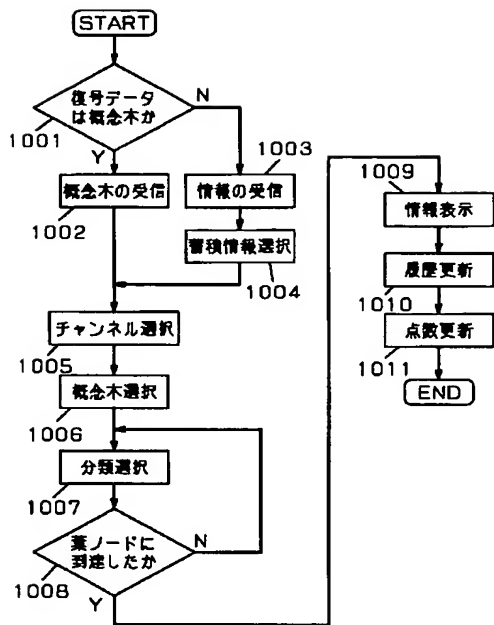 START
復号データ
は概念木か
N
1001
Y
1003
概念木の受信
情報の受信
1002
蓄積情報選択
1004
チャンネル選択
1005
概念木選択
1006
分類選択
1007
葉ノードに
到達したか
N
1008
Y
1009
情報表示
履歴更新
1010
点数更新
1011
END